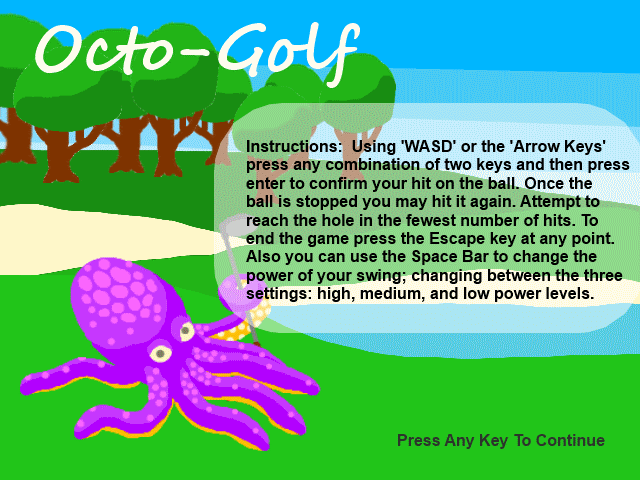 Octo-Golf
Instructions:  Using 'WASD' or the 'Arrow Keys'
press any combination of two keys and then press
enter to confirm your hit on the ball. Once the
ball is stopped you may hit it again. Attempt to
reach the hole in the fewest number of hits. To
end the game press the Escape key at any point.
Also you can use the Space Bar to change the
power of your swing; changing between the three
settings: high, medium, and low power levels.
Press Any Key To Continue